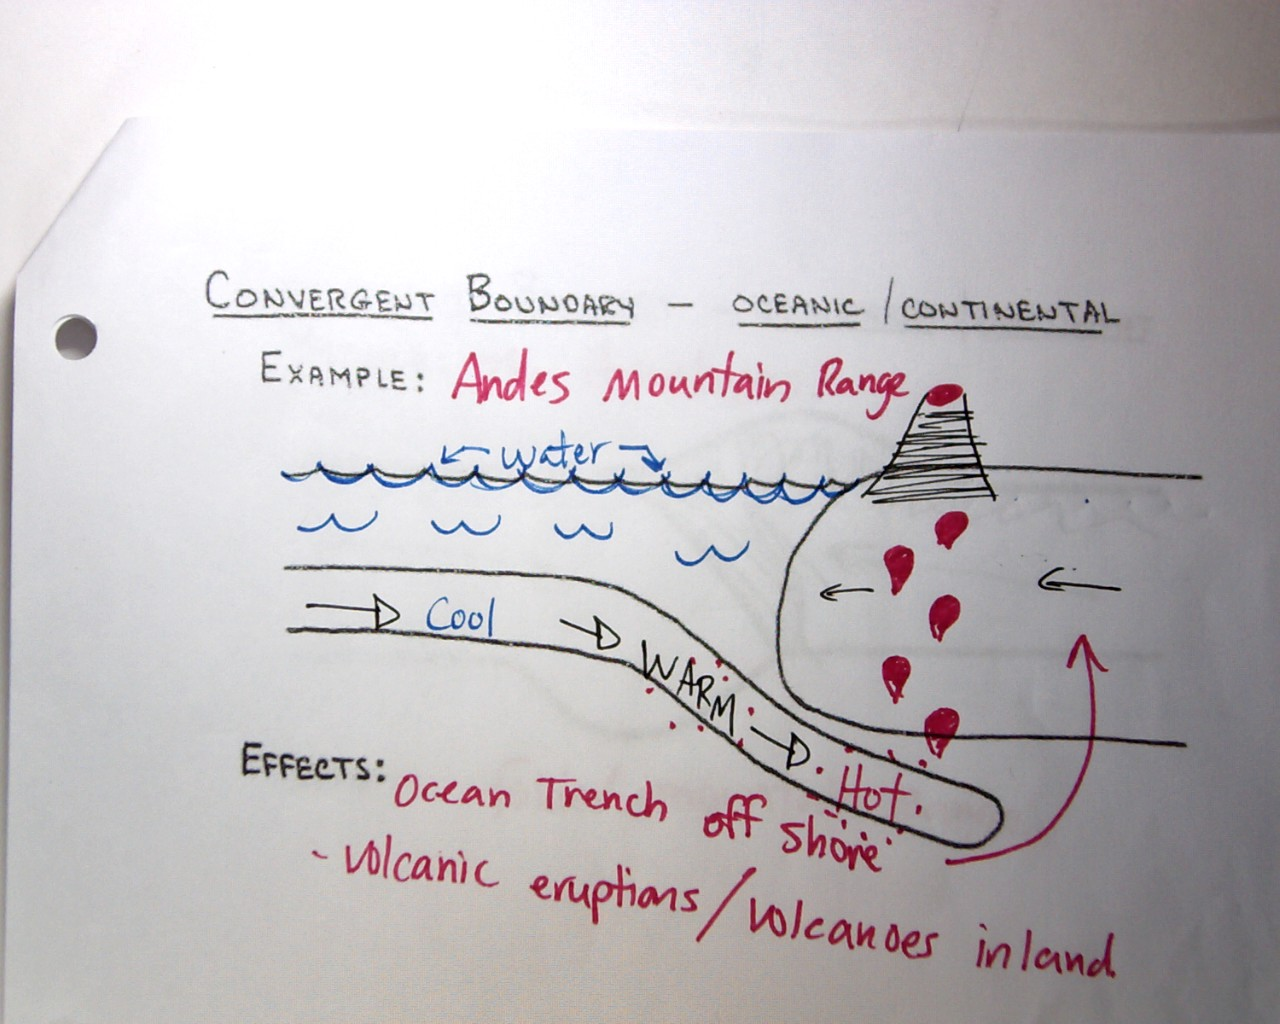 CONVERGENT BOUNDARY - OCEANIC/CONTINENTAL
EXAMPLE: Andes Mountain Range
water
Cool
WARM
Hot
EFFECTS: Ocean Trench off shore
- volcanic eruptions/volcanoes inland